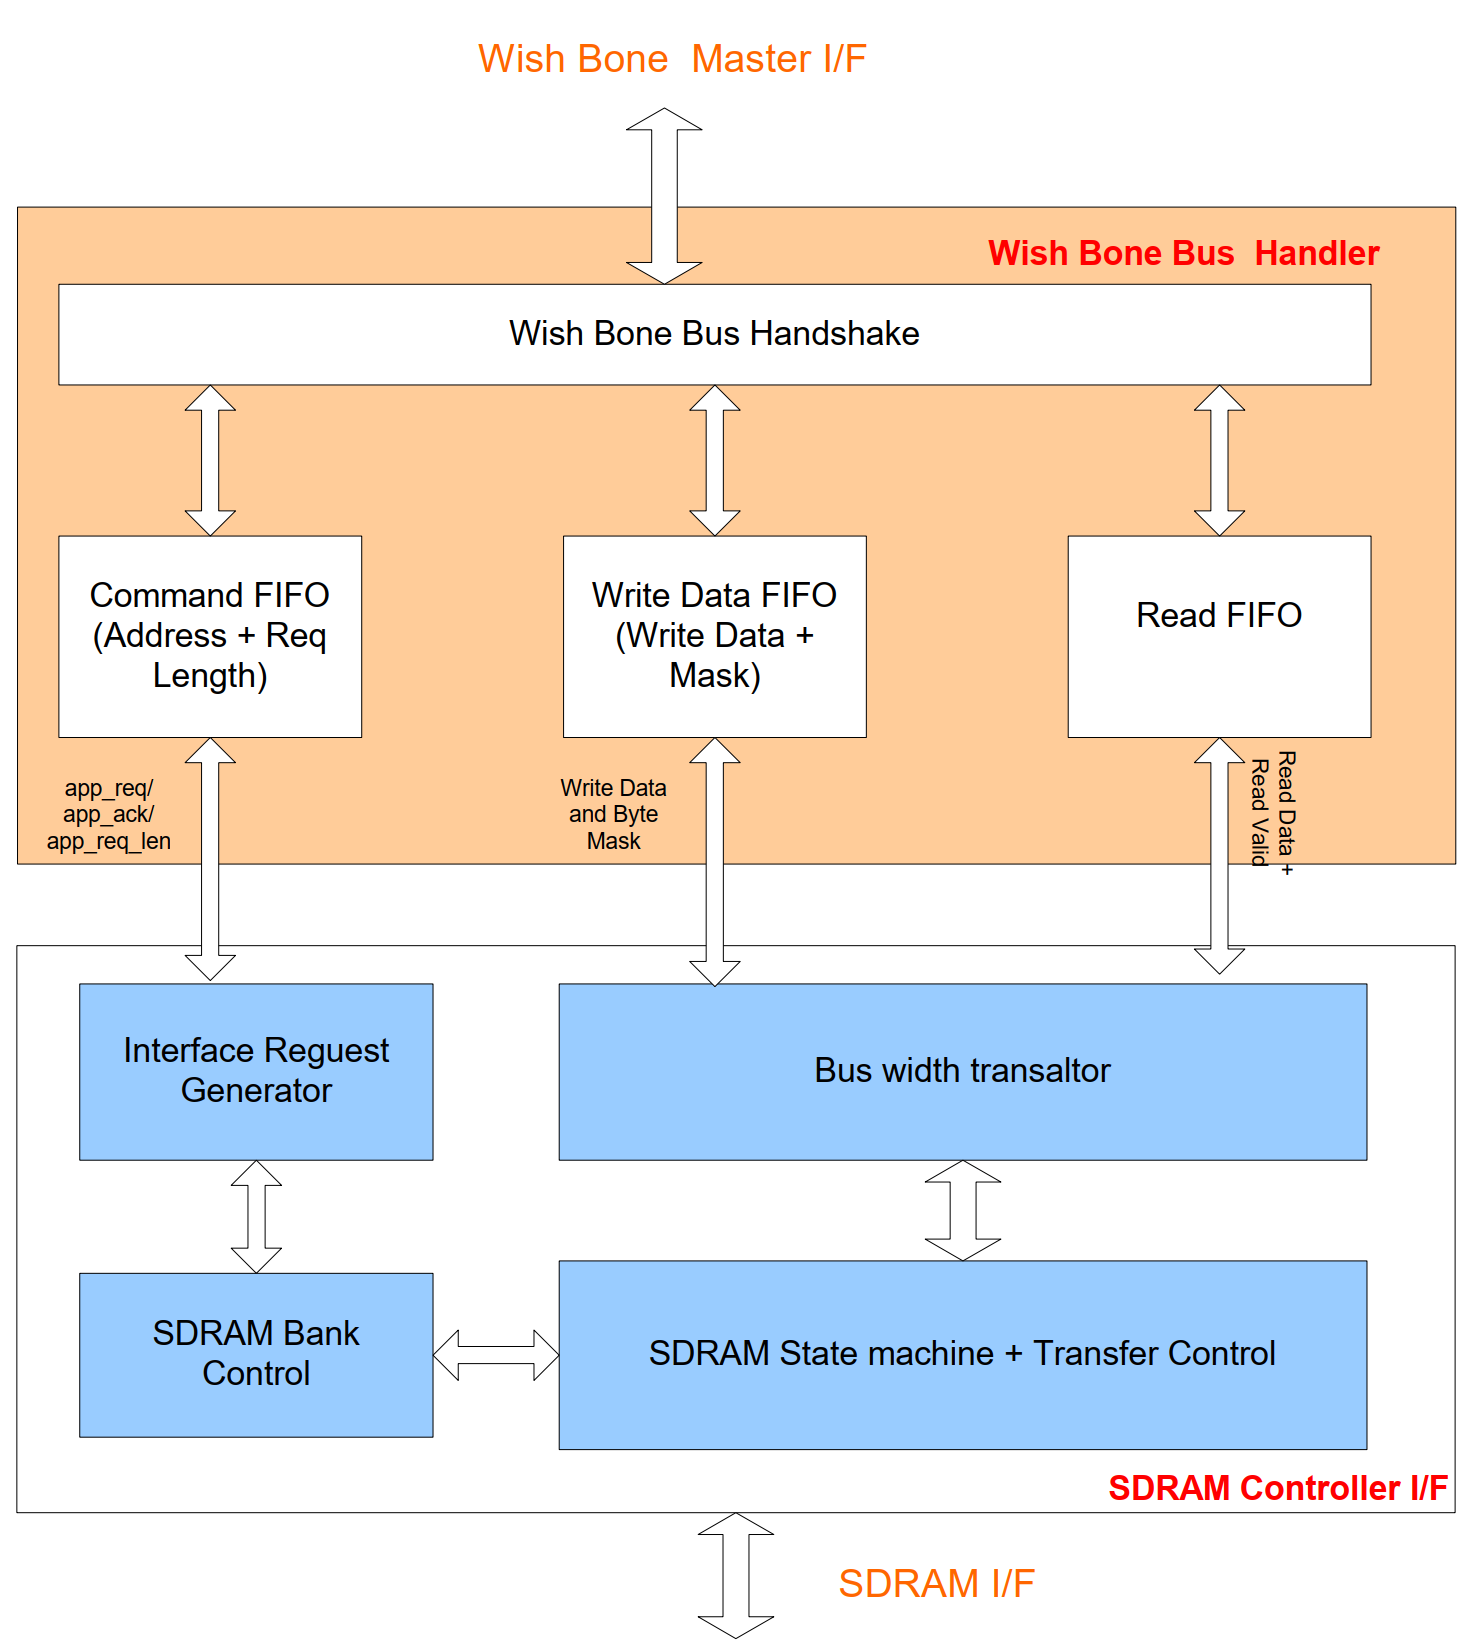 Wish Bone  Master I/F
Wish Bone Bus  Handler
Wish Bone Bus Handshake
Command FIFO
(Address + Req
Length)
Write Data FIFO
(Write Data +
Mask)
Read FIFO
app_req/
app_ack/
app_req_len
Write Data
and Byte
Mask
Read Data +
Read Valid
Interface Reguest
Generator
Bus width transaltor
SDRAM Bank
Control
SDRAM State machine + Transfer Control
SDRAM Controller I/F
SDRAM I/F